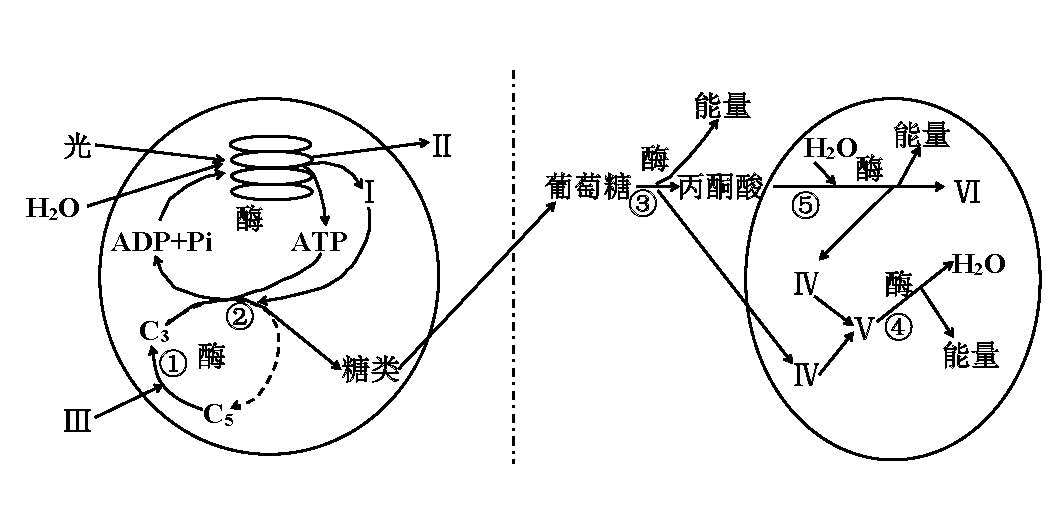 光
H₂O
Ⅱ
Ⅰ
酶
ADP+Pi
ATP
②
C₃
①
酶
C₅
Ⅲ
糖类
葡萄糖
③
酶
能量
丙酮酸
H₂O
酶
能量
⑤
Ⅵ
Ⅳ
Ⅳ
Ⅴ
酶
④
H₂O
能量